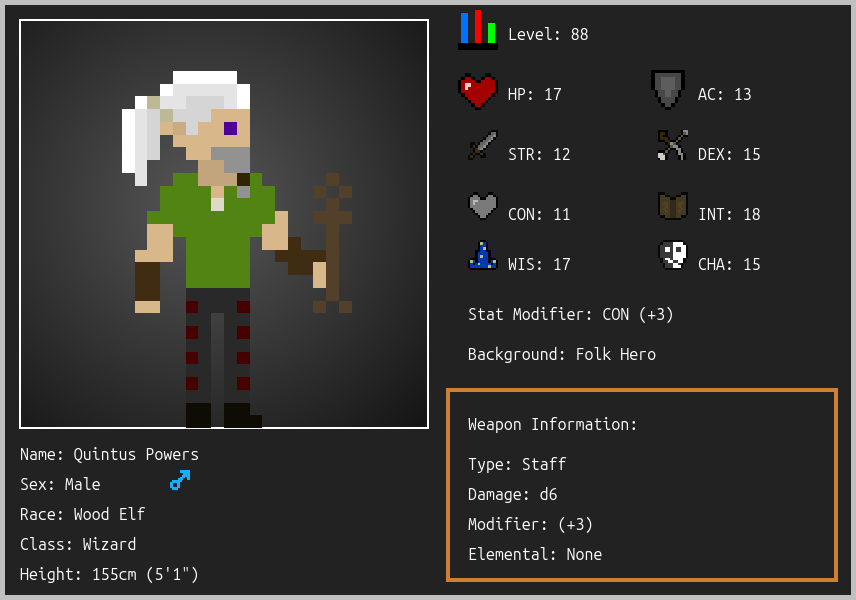 Level: 88
HP: 17
AC: 13
STR: 12
DEX: 15
CON: 11
INT: 18
WIS: 17
CHA: 15
Stat Modifier: CON (+3)
Background: Folk Hero
Weapon Information:
Type: Staff
Damage: d6
Modifier: (+3)
Elemental: None
Name: Quintus Powers
Sex: Male
Race: Wood Elf
Class: Wizard
Height: 155cm (5'1")